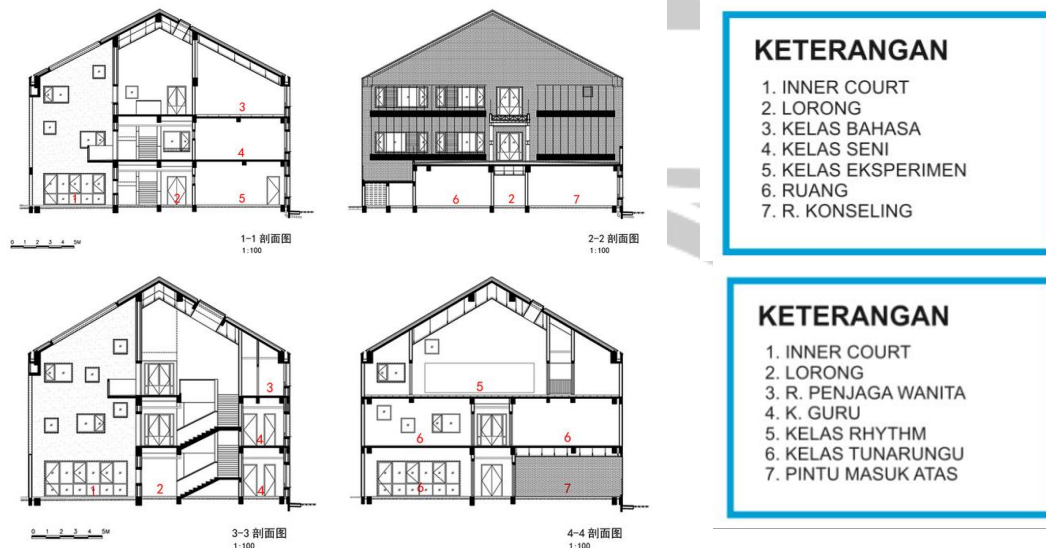 3
4
1
2
5
0 1 2 3 4 5M
1-1 剖面图
1:100
6
2
7
2-2 剖面图
1:100
KETERANGAN
1. INNER COURT
2. LORONG
3. KELAS BAHASA
4. KELAS SENI
5. KELAS EKSPERIMEN
6. RUANG
7. R. KONSELING
3
4
1
2
4
0 1 2 3 4 5M
3-3 剖面图
1:100
5
6
6
6
7
4-4 剖面图
1:100
KETERANGAN
1. INNER COURT
2. LORONG
3. R. PENJAGA WANITA
4. K. GURU
5. KELAS RHYTHM
6. KELAS TUNARUNGU
7. PINTU MASUK ATAS